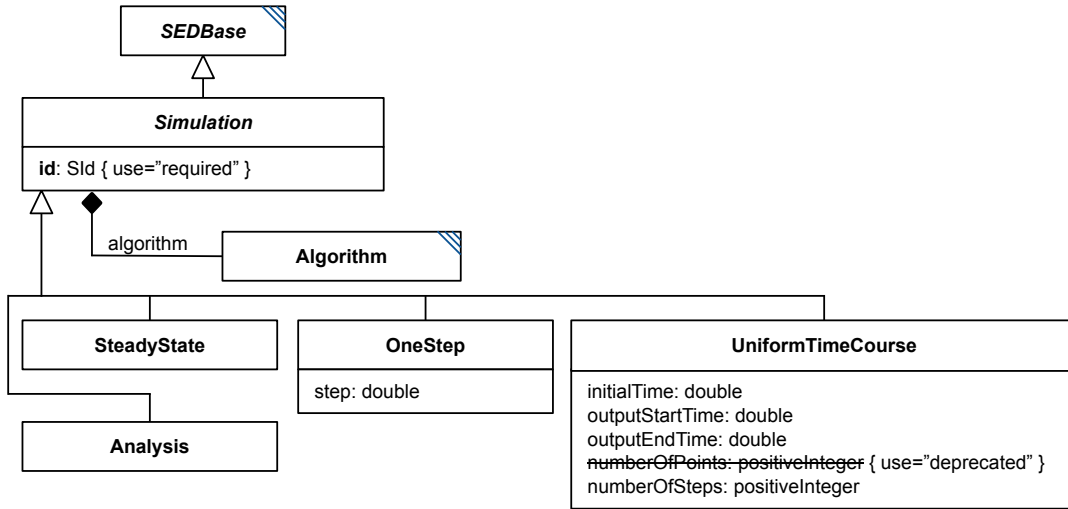 SEDBase
Simulation
id: SId { use=”required” }
algorithm
Algorithm
SteadyState
OneStep
step: double
UniformTimeCourse
initialTime: double
outputStartTime: double
outputEndTime: double
numberOfPoints: positiveInteger { use=”deprecated” }
numberOfSteps: positiveInteger
Analysis